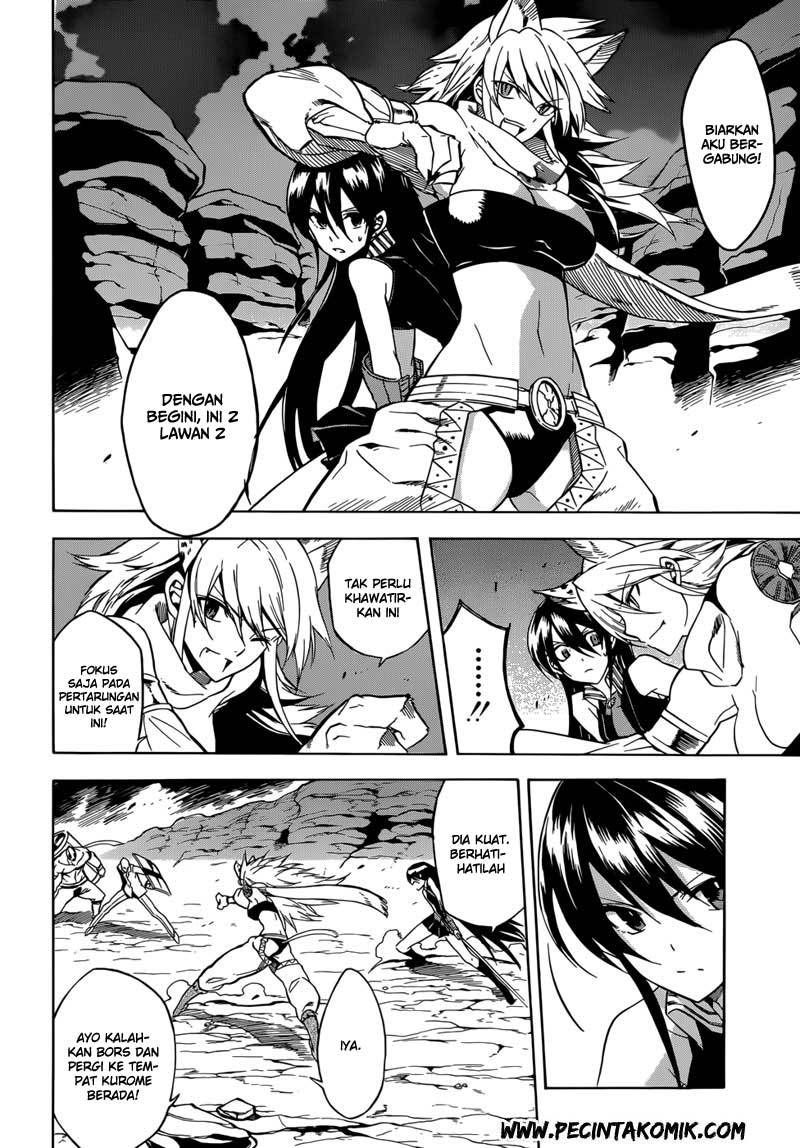 BIARKAN
AKU BER-
GABUNG!
DENGAN
BEGINI, INI 2
LAWAN 2
......!!
TAK PERLU
KHAWATIR-
KAN INI
FOKUS
SAJA PADA
PERTARUNGAN
UNTUK SAAT
INI!
DIA KUAT.
BERHATI-
HATILAH
IYA.
AYO KALAH-
KAN BORS DAN
PERGI KE TEM-
PAT KUROME
BERADA!
WWW.PECINTAKOMIK.COM